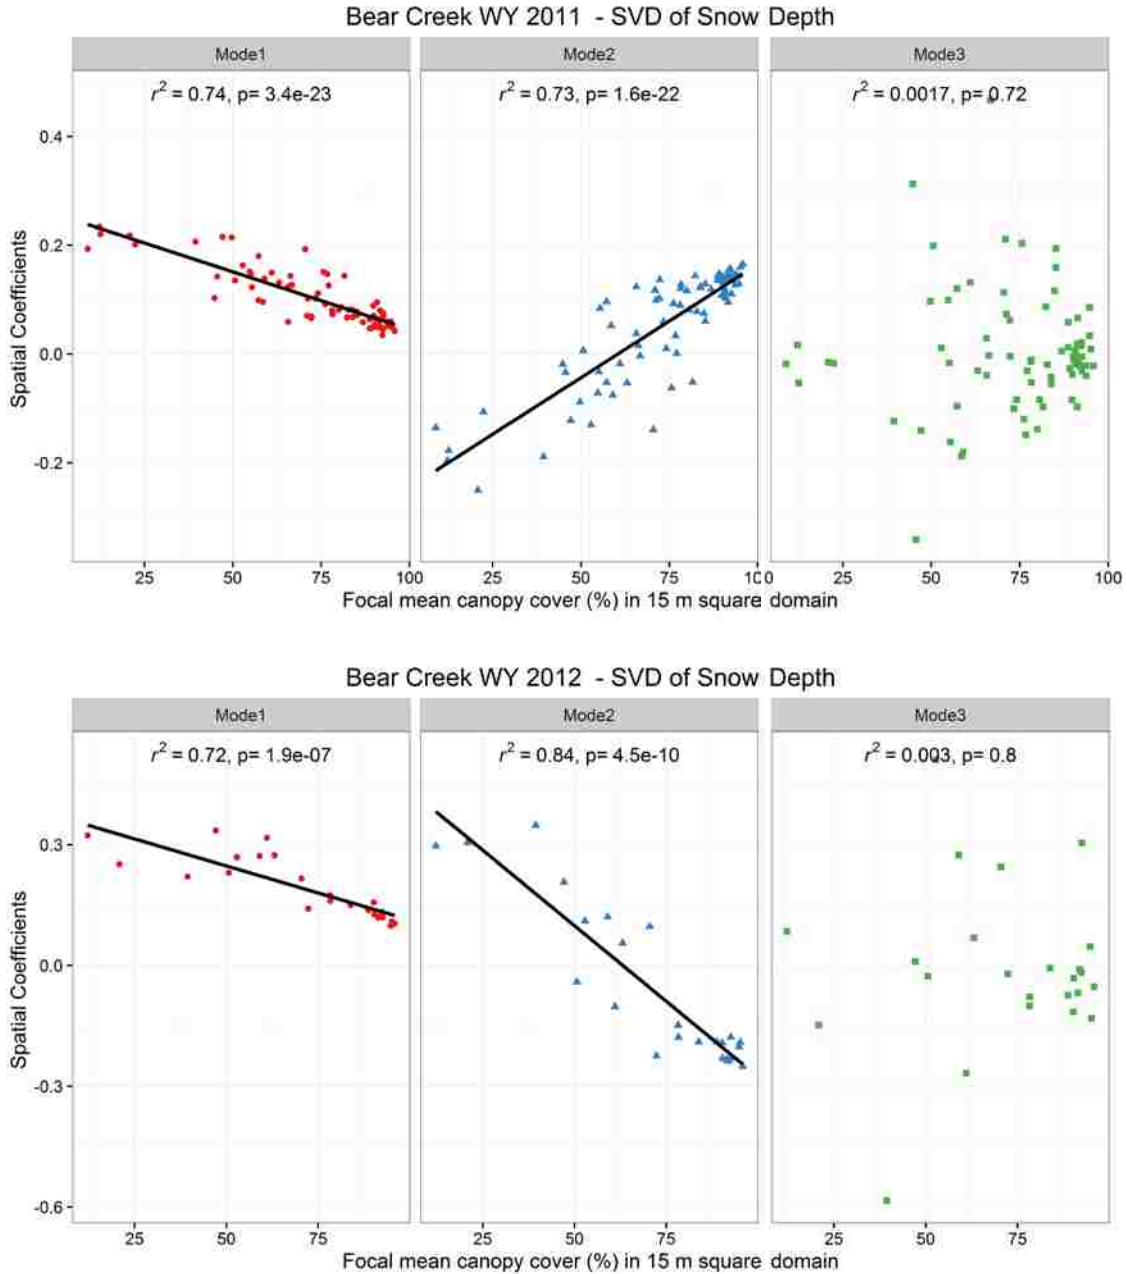 Bear Creek WY 2011 - SVD of Snow Depth
Mode1 Mode2 Mode3
r² = 0.74, p= 3.4e-23 r² = 0.73, p= 1.6e-22 r² = 0.0017, p= 0.72
0.4
0.2
0.0
-0.2
Spatial Coefficients
25 50 75 100 25 50 75 100 25 50 75 100
Focal mean canopy cover (%) in 15 m square domain
Bear Creek WY 2012 - SVD of Snow Depth
Mode1 Mode2 Mode3
r² = 0.72, p= 1.9e-07 r² = 0.84, p= 4.5e-10 r² = 0.003, p= 0.8
0.3
0.0
-0.3
-0.6
Spatial Coefficients
25 50 75 25 50 75 25 50 75
Focal mean canopy cover (%) in 15 m square domain